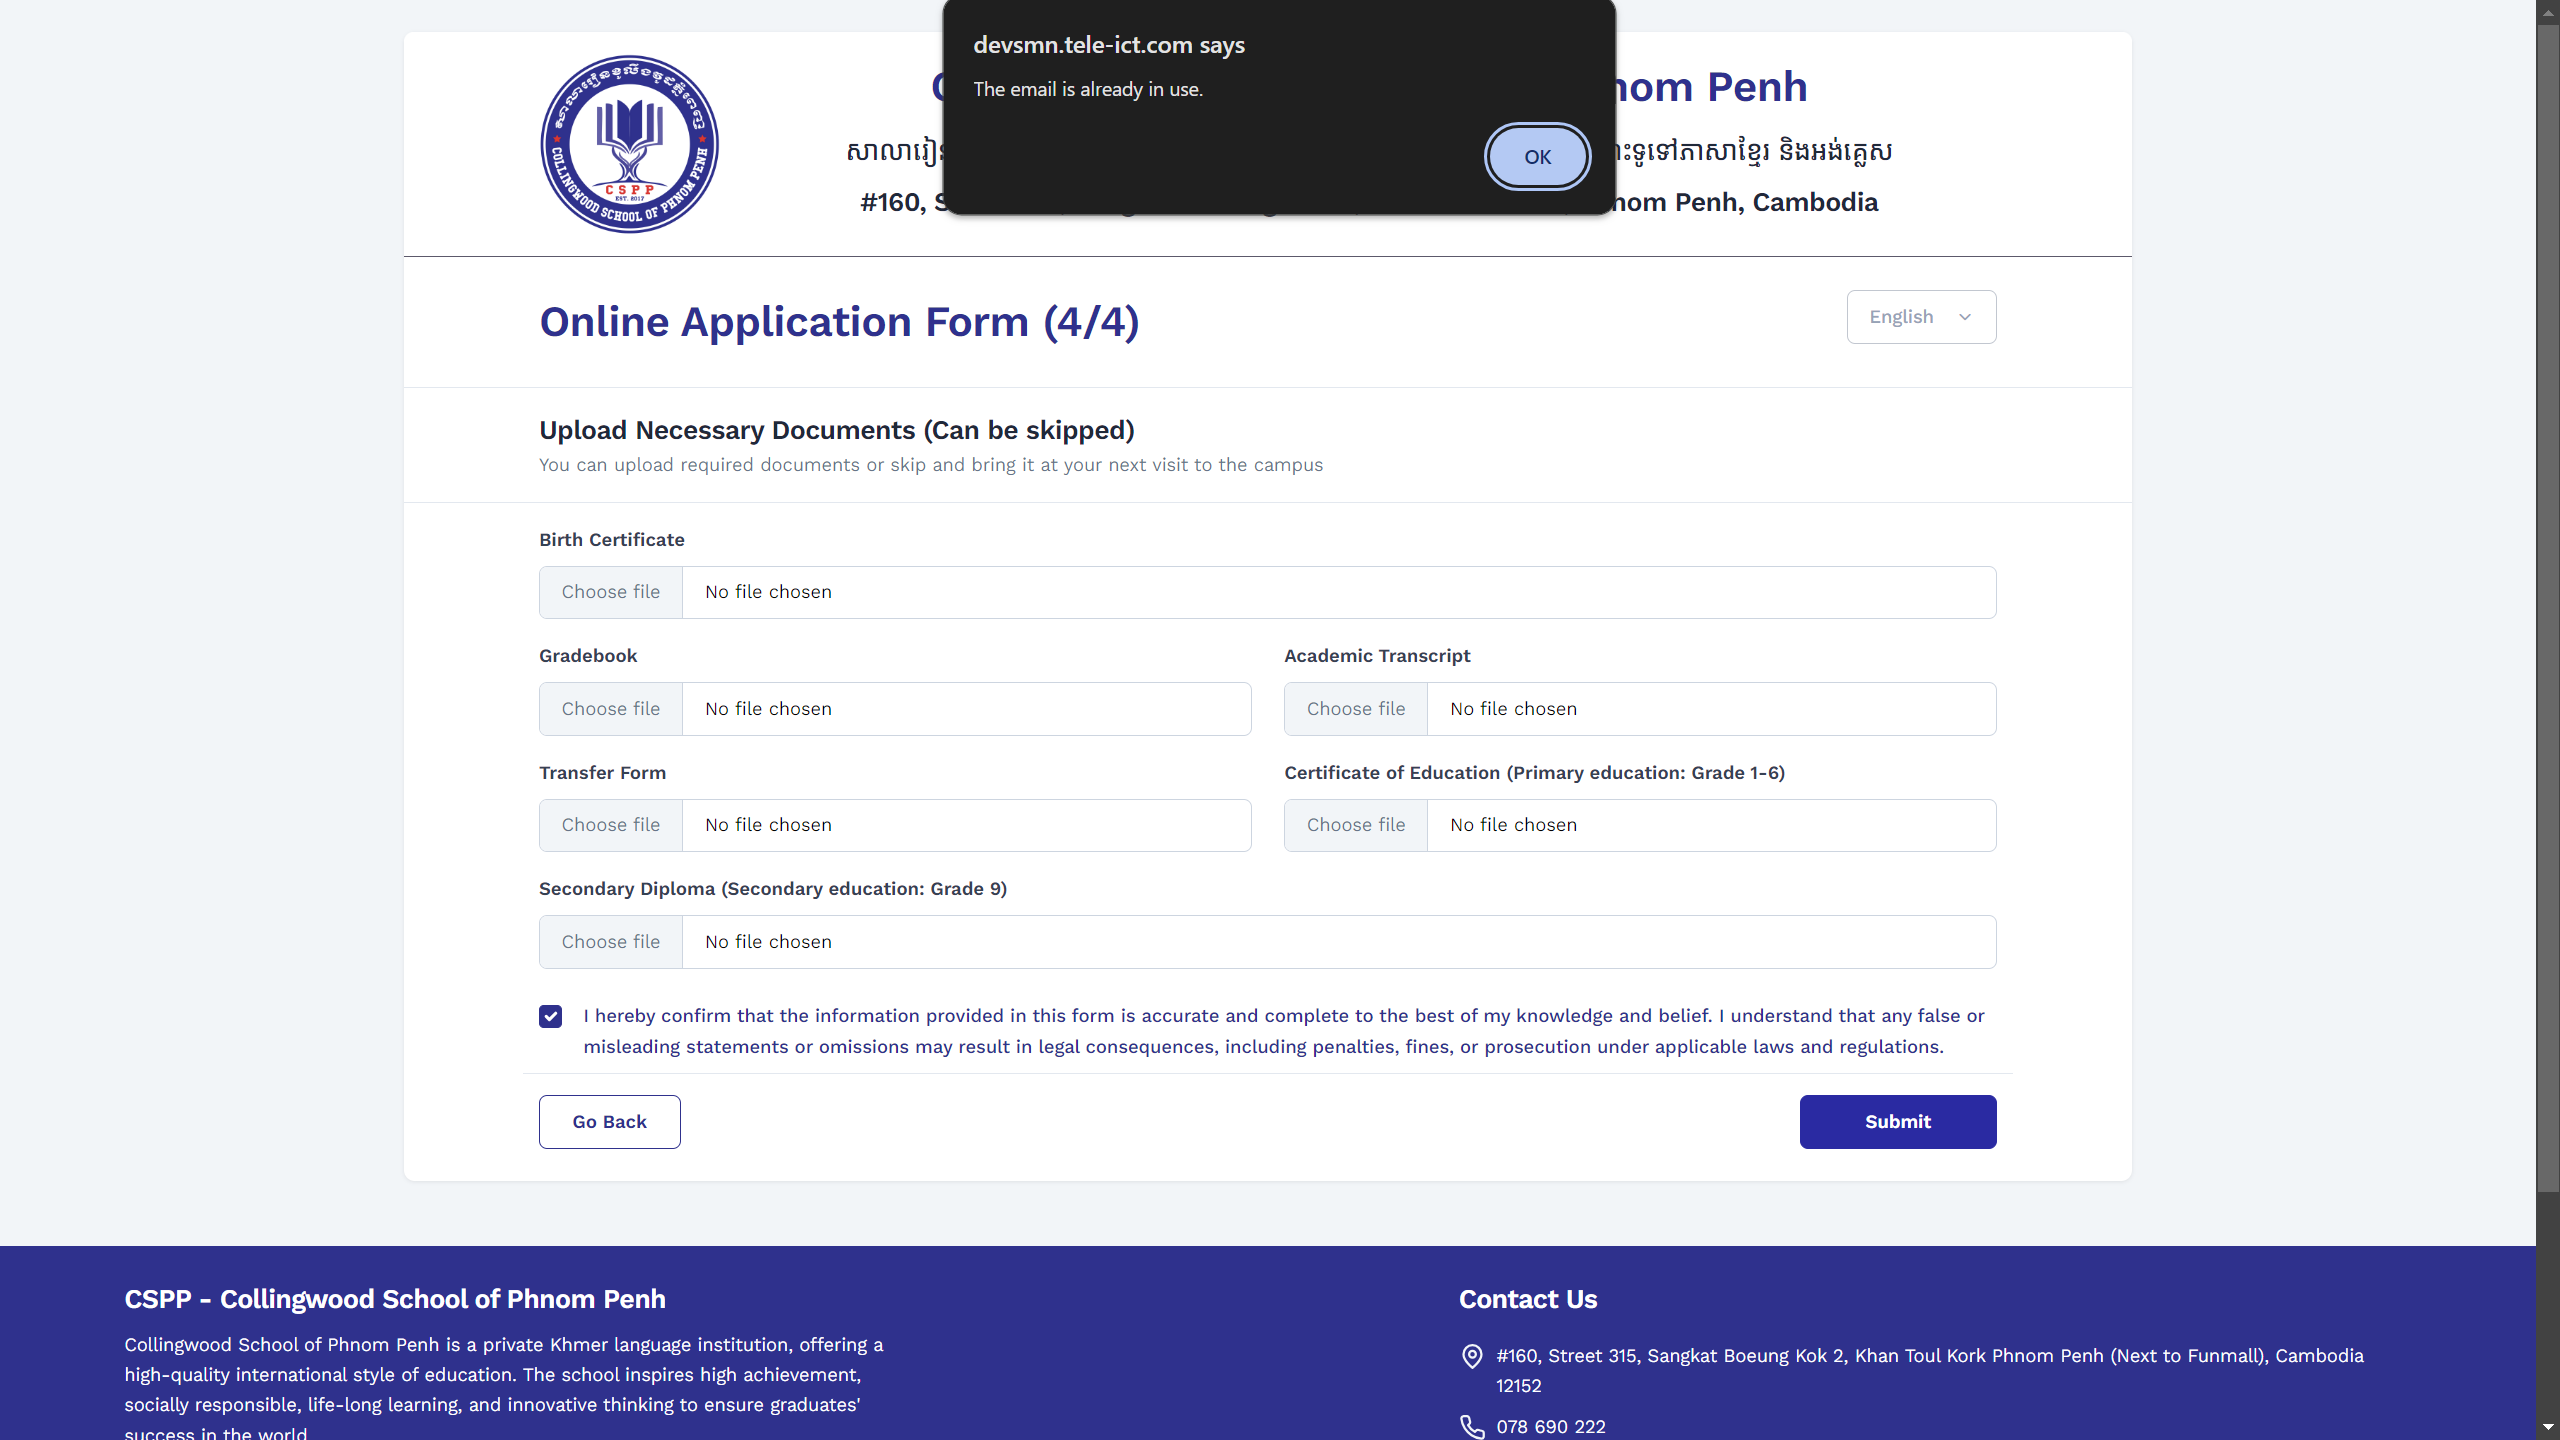 devsmn.tele-ict.com says
The email is already in use.
OK
nom Penh
សាលារៀន
ះទូទៅភាសាខ្មែរ និងអង់គ្លេស
#160, S
nom Penh, Cambodia
COLLINGWOOD SCHOOL OF PHNOM PENH
CSPP
EST. 2017
Online Application Form (4/4)
English
Upload Necessary Documents (Can be skipped)
You can upload required documents or skip and bring it at your next visit to the campus
Birth Certificate
Choose file No file chosen
Gradebook
Choose file No file chosen
Academic Transcript
Choose file No file chosen
Transfer Form
Choose file No file chosen
Certificate of Education (Primary education: Grade 1-6)
Choose file No file chosen
Secondary Diploma (Secondary education: Grade 9)
Choose file No file chosen
I hereby confirm that the information provided in this form is accurate and complete to the best of my knowledge and belief. I understand that any false or
misleading statements or omissions may result in legal consequences, including penalties, fines, or prosecution under applicable laws and regulations.
Go Back
Submit
CSPP - Collingwood School of Phnom Penh
Collingwood School of Phnom Penh is a private Khmer language institution, offering a
high-quality international style of education. The school inspires high achievement,
socially responsible, life-long learning, and innovative thinking to ensure graduates'
success in the world
Contact Us
#160, Street 315, Sangkat Boeung Kok 2, Khan Toul Kork Phnom Penh (Next to Funmall), Cambodia
12152
078 690 222